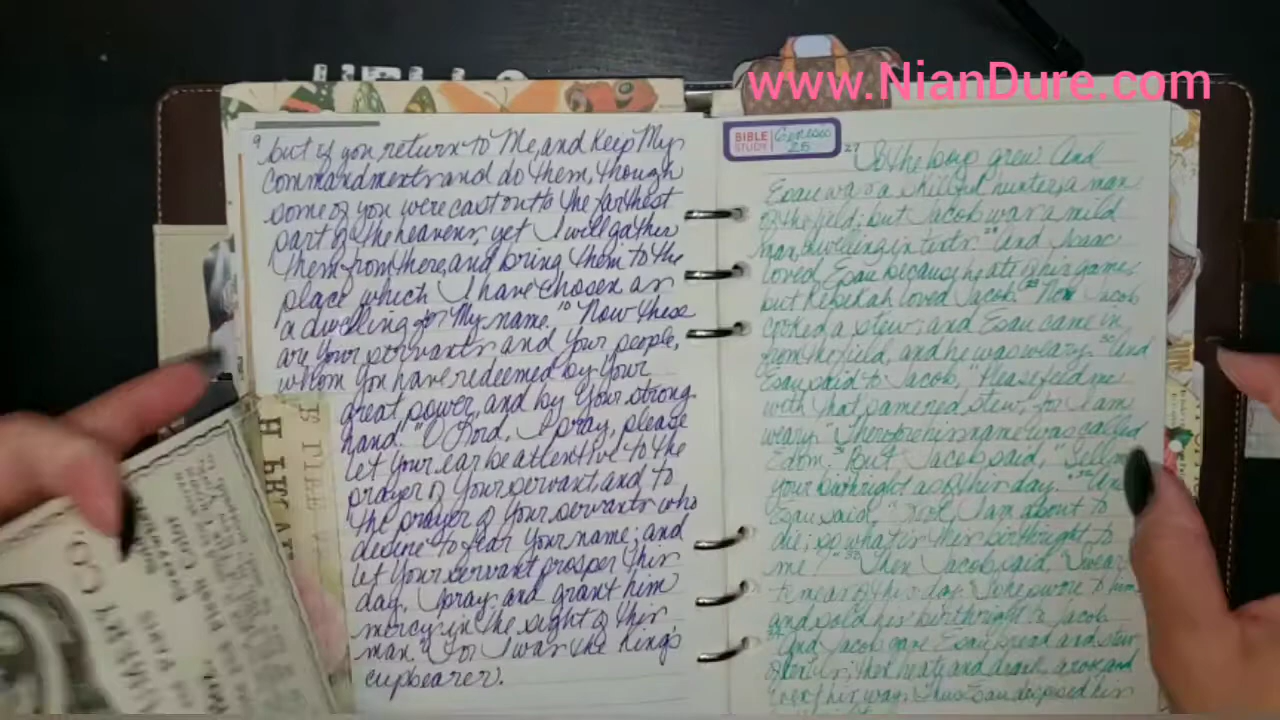 www.NianDure.com
HELLO
9 but if you return to Me, and keep My
commandments and do them, though
some of you were cast out to the farthest
part of the heavens, yet I will gather
them from there, and bring them to the
place which I have chosen as
a dwelling for My name." 10 Now these
are Your servants and Your people,
whom You have redeemed by Your
great power, and by Your strong
hand. 11 O Lord, I pray, please
let Your ear be attentive to the
prayer of Your servant and to
the prayer of Your servants who
desire to fear Your name; and
let Your servant prosper this
day, I pray, and grant him
mercy in the sight of this
man." For I was the king's
cupbearer.
BIBLE STUDY
Genesis
25
27 So the boys grew. And
Esau was a skillful hunter, a man
of the field; but Jacob was a mild
man, dwelling in tents. 28 And Isaac
loved Esau because he ate of his game,
but Rebekah loved Jacob. 29 Now Jacob
cooked a stew; and Esau came in
from the field, and he was weary. 30 And
Esau said to Jacob, "Please feed me
with that same red stew, for I am
weary." Therefore his name was called
Edom. 31 But Jacob said, "Sell me
your birthright as of this day." 32 And
Esau said, "Look, I am about to
die; so what is this birthright to
me?" 33 Then Jacob said, "Swear
to me as of this day." So he swore to him,
and sold his birthright to Jacob.
34 And Jacob gave Esau bread and stew
of lentils; then he ate and drank, arose and
went his way. Thus Esau despised his